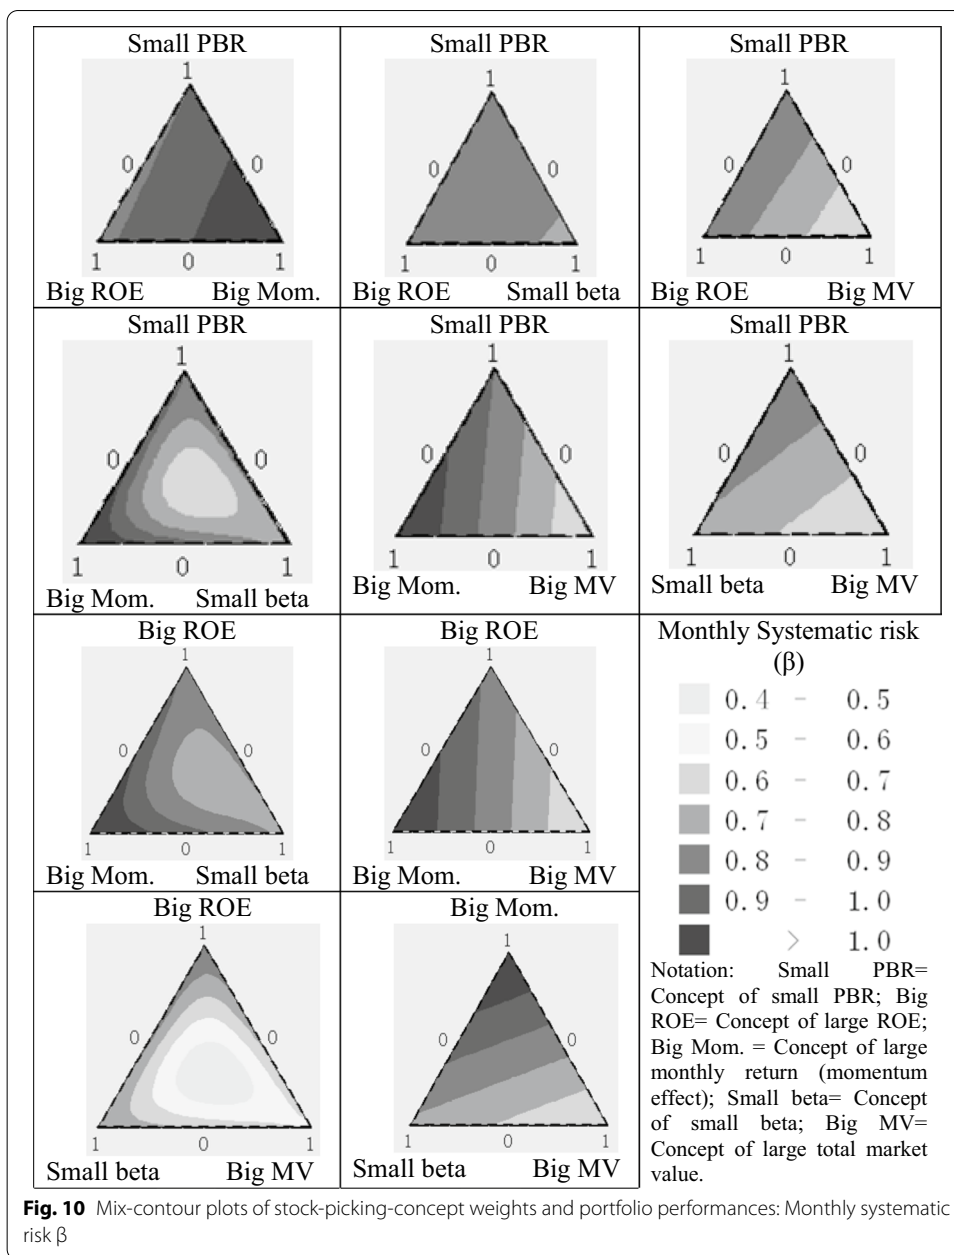 Small PBR
1
0
0
1
0
1
Big ROE
Big Mom.
Small PBR
1
0
0
1
0
1
Big ROE
Small beta
Small PBR
1
0
0
1
0
1
Big ROE
Big MV
Small PBR
1
0
0
1
0
1
Big Mom.
Small beta
Small PBR
1
0
0
1
0
1
Big Mom.
Big MV
Small PBR
1
0
0
1
0
1
Small beta
Big MV
Big ROE
1
0
0
1
0
1
Big Mom.
Small beta
Big ROE
1
0
0
1
0
1
Big Mom.
Big MV
Big ROE
1
0
0
1
0
1
Small beta
Big MV
Big Mom.
1
0
0
1
0
1
Small beta
Big MV
Monthly Systematic risk
(β)
0.4 - 0.5
0.5 - 0.6
0.6 - 0.7
0.7 - 0.8
0.8 - 0.9
0.9 - 1.0
> 1.0
Notation: Small PBR=
Concept of small PBR; Big
ROE= Concept of large ROE;
Big Mom. = Concept of large
monthly return (momentum
effect); Small beta= Concept
of small beta; Big MV=
Concept of large total market
value.
Fig. 10 Mix-contour plots of stock-picking-concept weights and portfolio performances: Monthly systematic
risk β